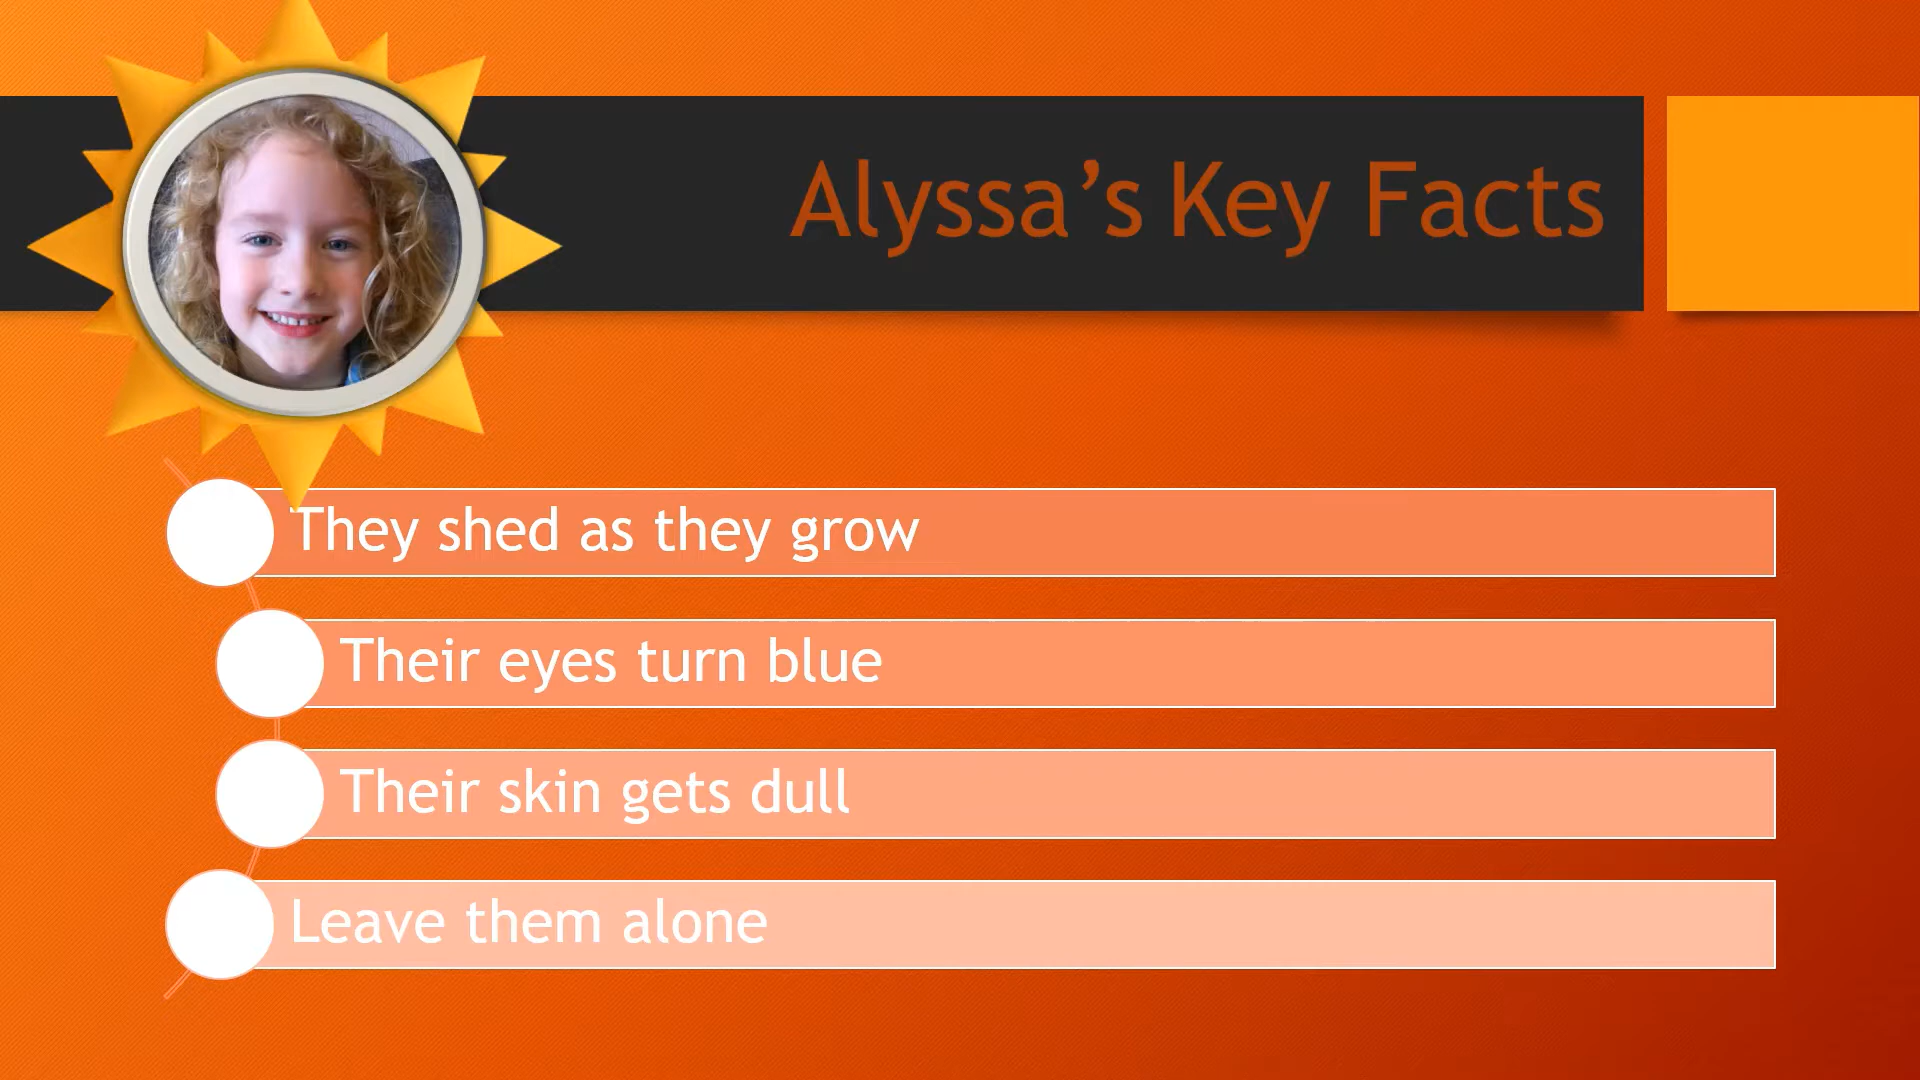 Alyssa’s Key Facts
They shed as they grow
Their eyes turn blue
Their skin gets dull
Leave them alone